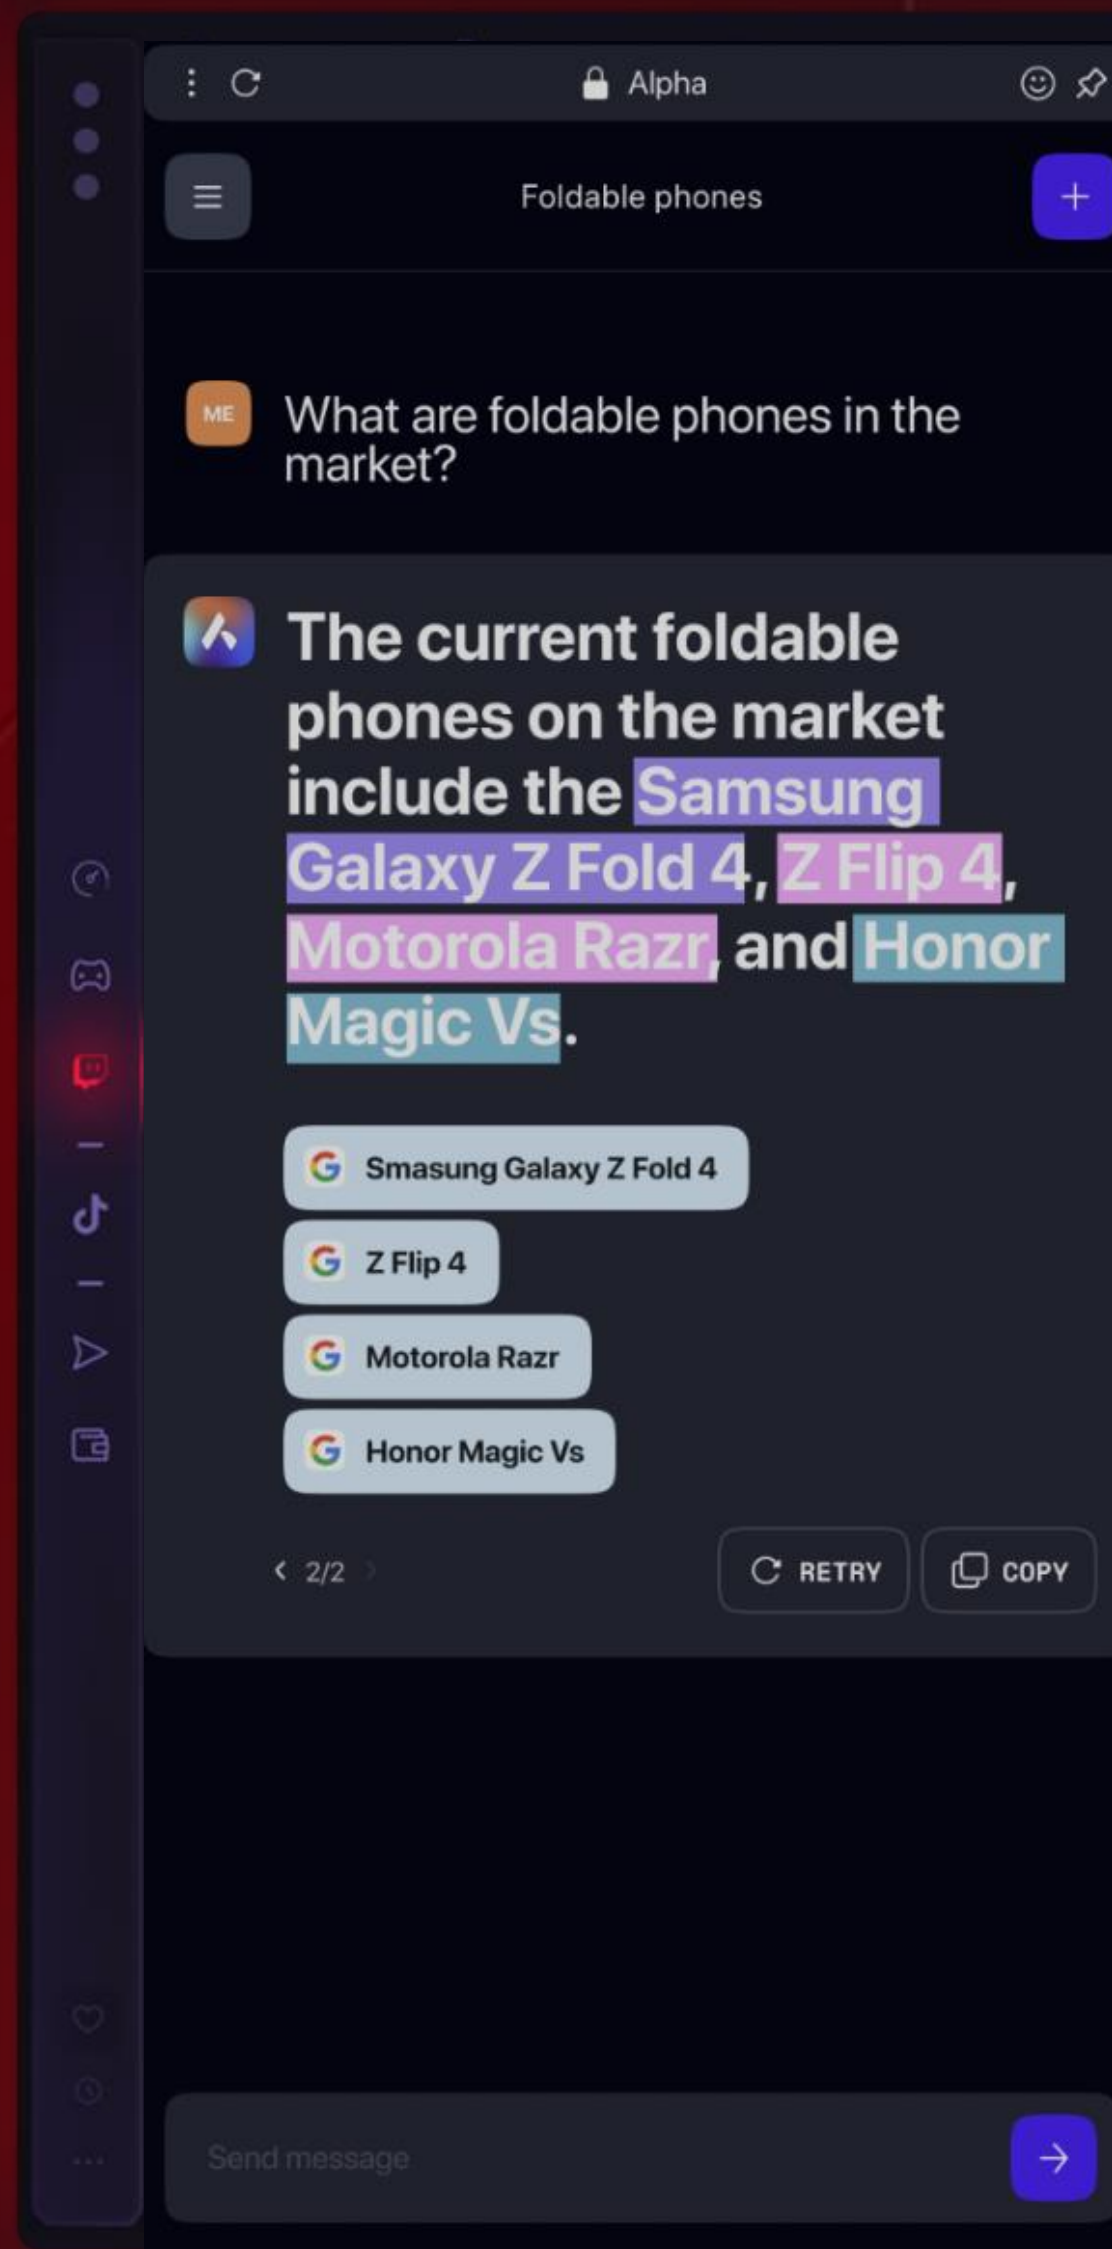 Alpha
Foldable phones
ME
What are foldable phones in the
market?
The current foldable
phones on the market
include the Samsung
Galaxy Z Fold 4, Z Flip 4,
Motorola Razr, and Honor
Magic Vs.
Smasung Galaxy Z Fold 4
Z Flip 4
Motorola Razr
Honor Magic Vs
2/2
RETRY
COPY
Send message